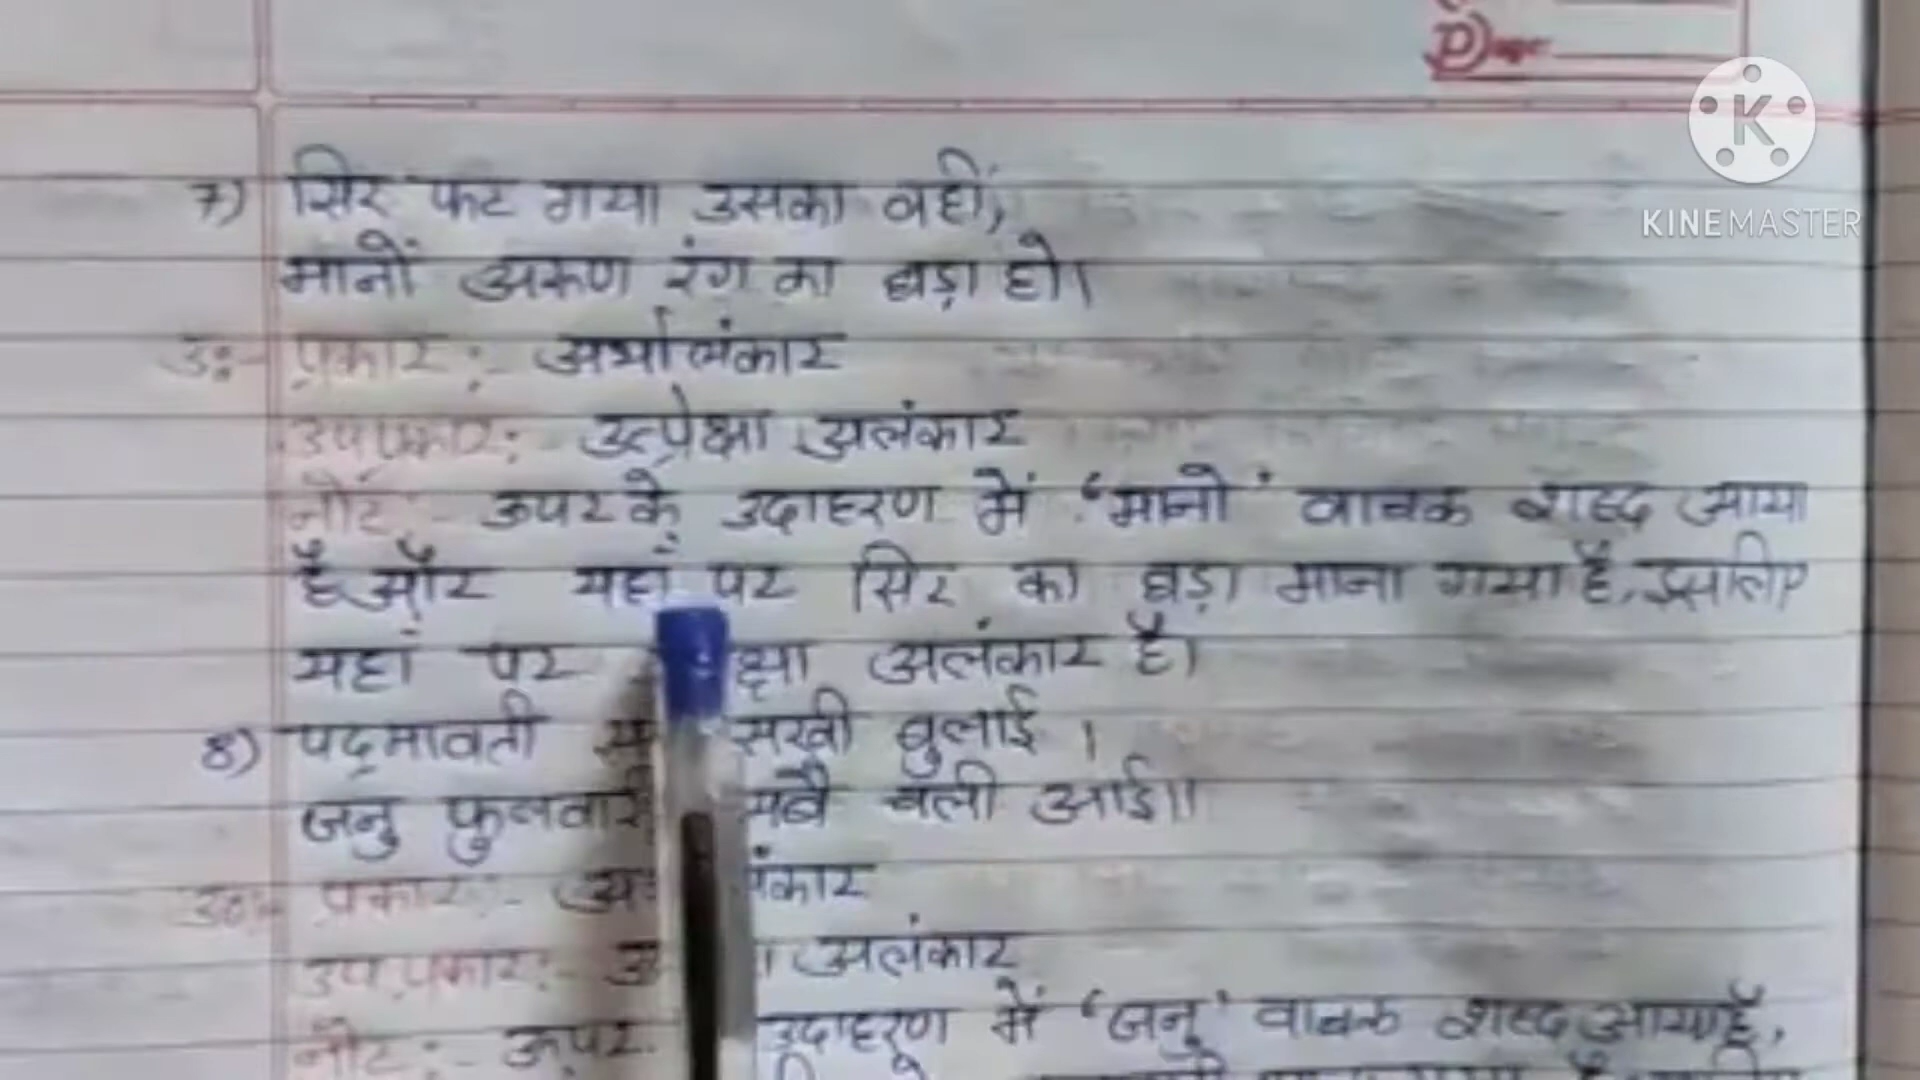 Page
KINEMASTER
7) सिर फट गया उसका वहीं,
मानों अरुण रंग का घड़ा हो।
उ:- प्रकार:- अर्थालंकार
उपप्रकार:- उत्प्रेक्षा अलंकार
नोट:- ऊपर के उदाहरण में 'मानो' वाचक शब्द आया
है और यहां पर सिर का घड़ा माना गया है, इसलिए
यहां पर अलंकार है।
8) पद्मावती सखी बुलाई ।
जनु चली आई।।
उ:- प्रकार:-
उपप्रकार:- अलंकार
नोट:- ऊपर उदाहरण में 'जनु' वाचक शब्द आया है,